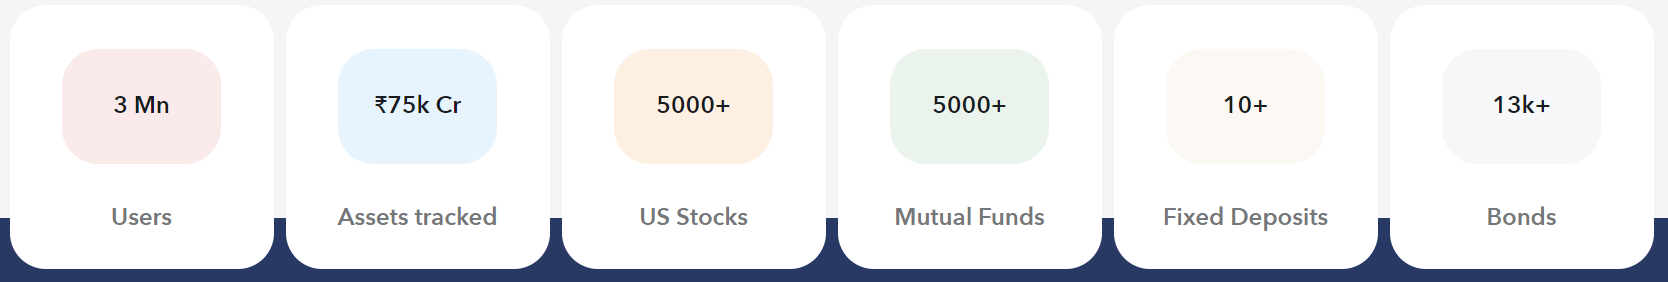 3 Mn
Users
₹75k Cr
Assets tracked
5000+
US Stocks
5000+
Mutual Funds
10+
Fixed Deposits
13k+
Bonds